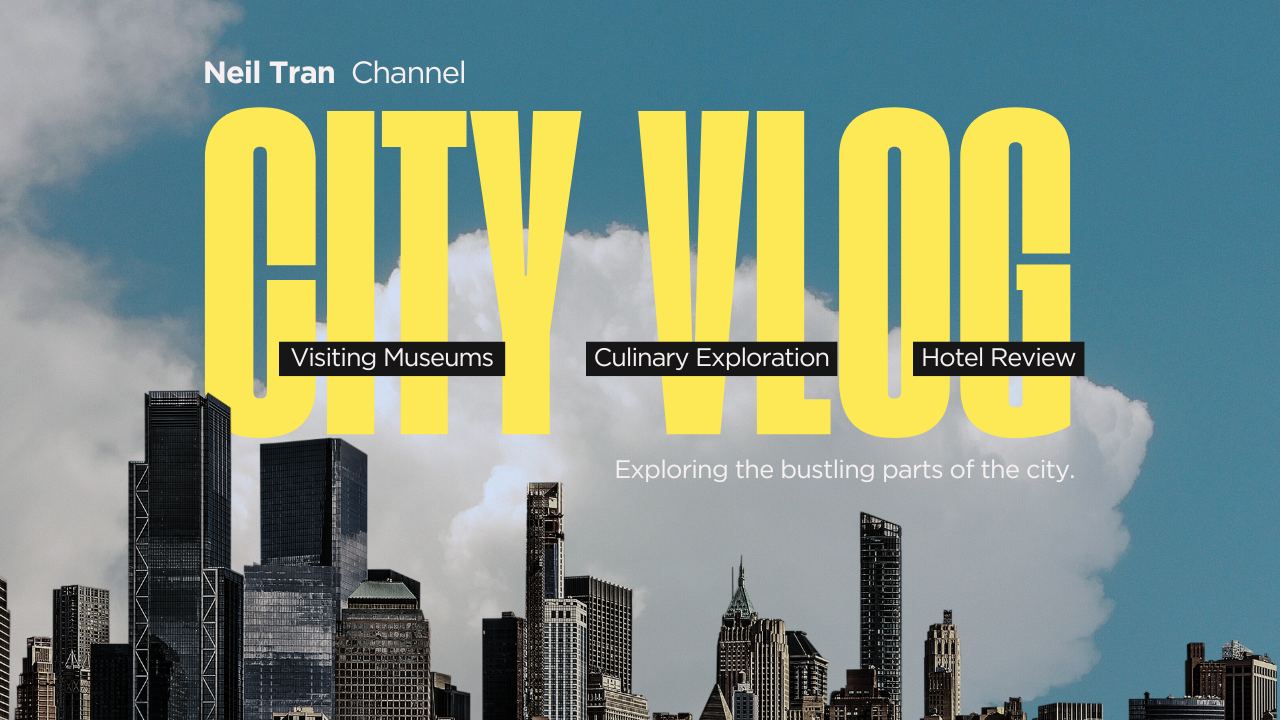 Neil Tran Channel
CITY VLOG
Visiting Museums Culinary Exploration Hotel Review
Exploring the bustling parts of the city.